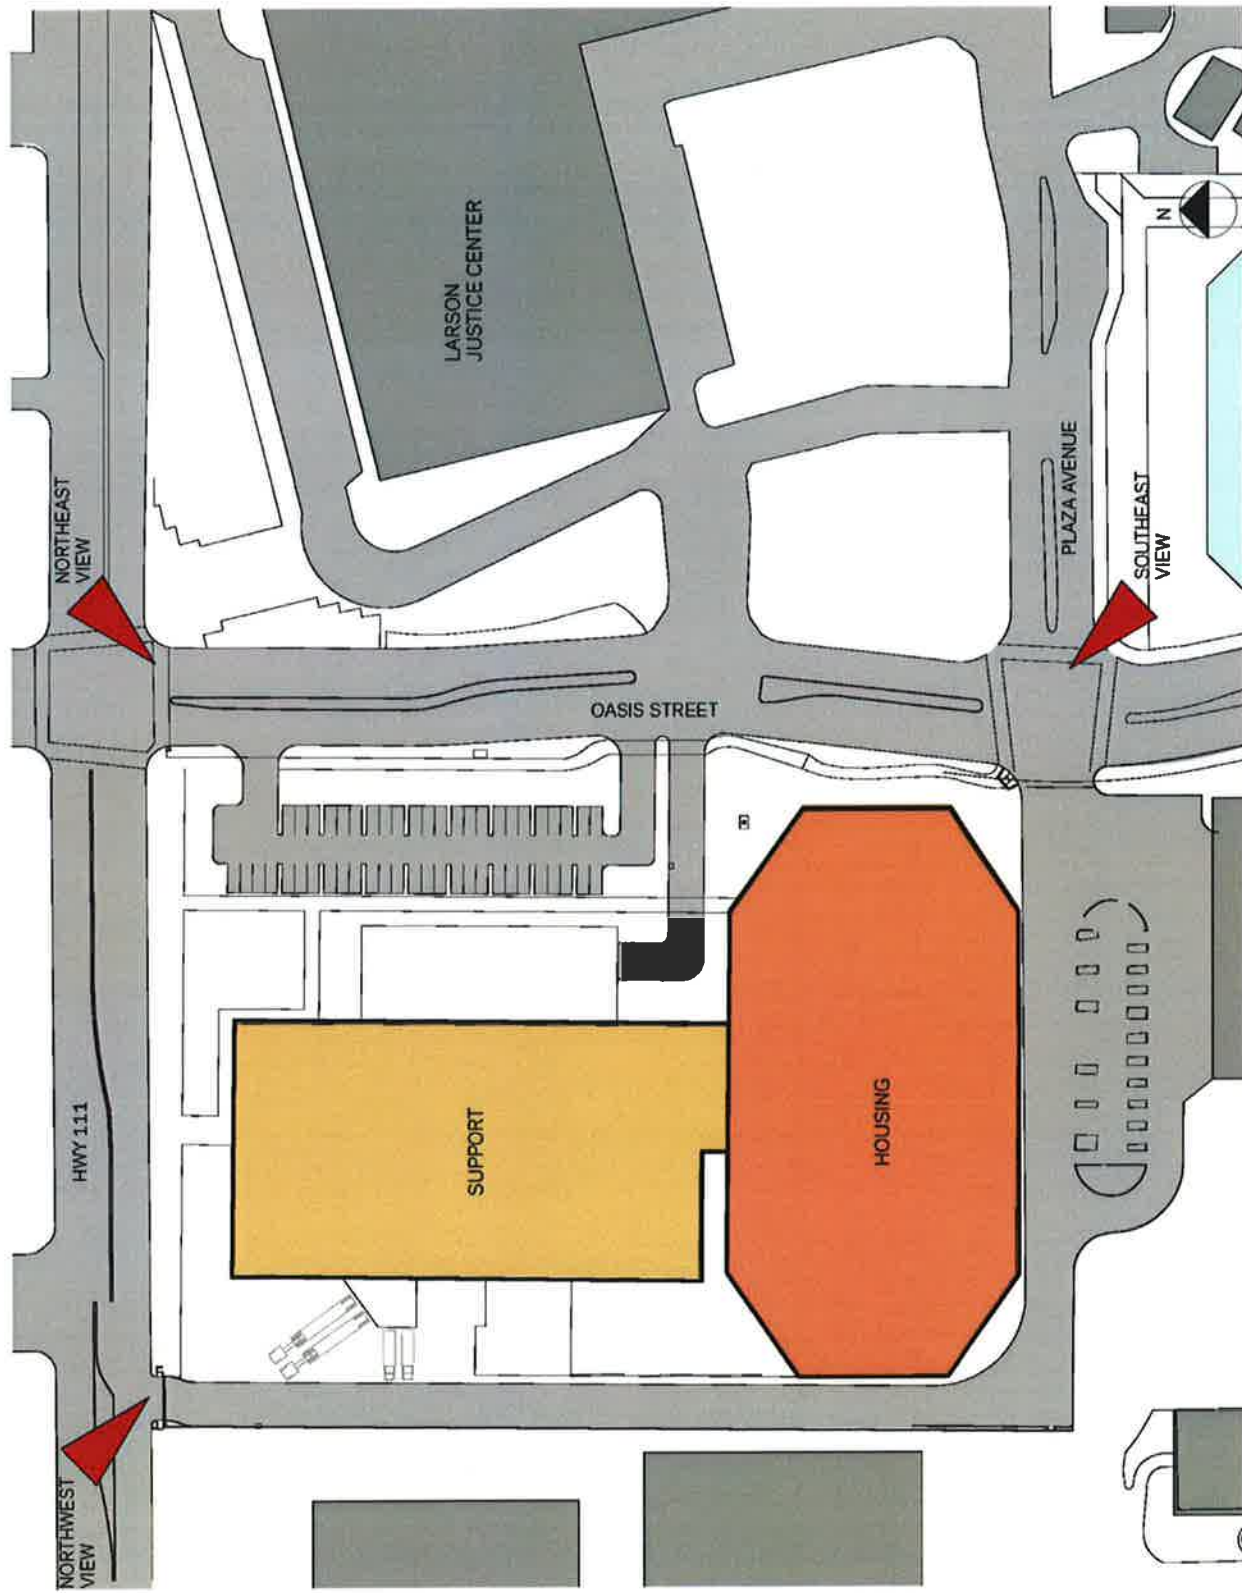 NORTHWEST
VIEW
HWY 111
NORTHEAST
VIEW
SUPPORT
LARSON
JUSTICE CENTER
OASIS STREET
HOUSING
PLAZA AVENUE
SOUTHEAST
VIEW
N